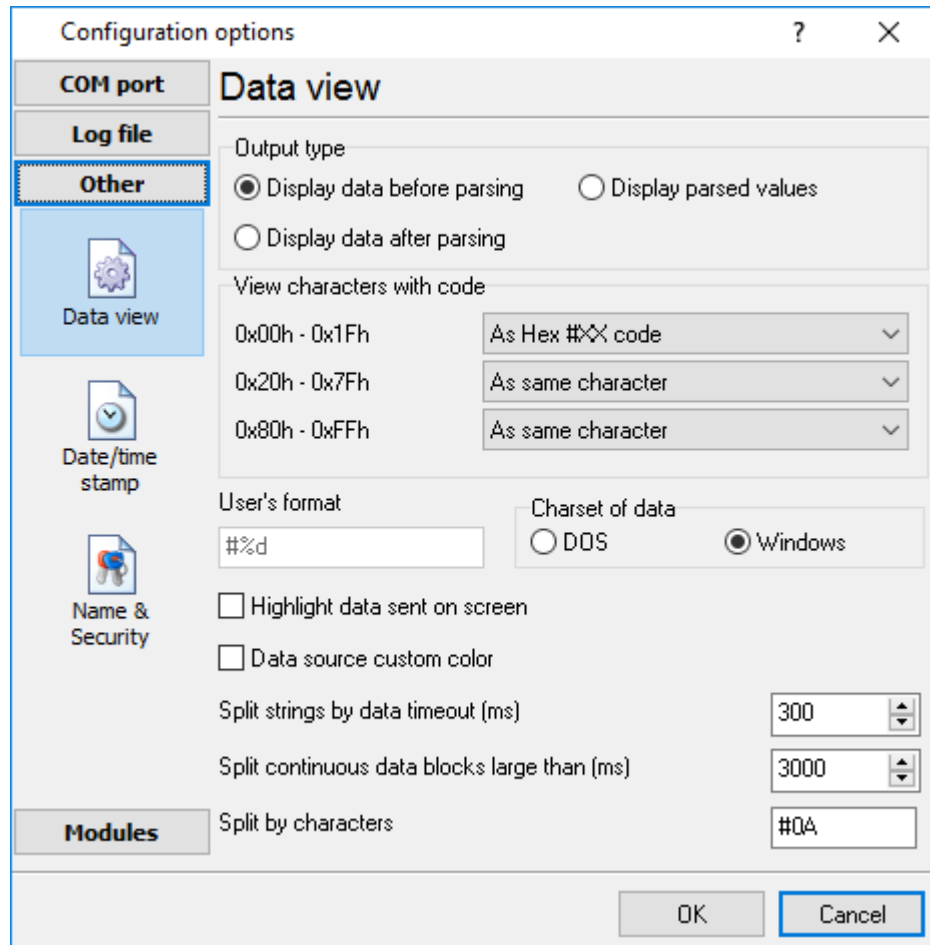 Configuration options
?
COM port
Log file
Other
Data view
Date/time
stamp
Name &
Security
Modules
Data view
Output type
Display data before parsing
Display parsed values
Display data after parsing
View characters with code
0x00h - 0x1Fh
As Hex #XX code
0x20h - 0x7Fh
As same character
0x80h - 0xFFh
As same character
User's format
#%d
Charset of data
DOS
Windows
Highlight data sent on screen
Data source custom color
Split strings by data timeout (ms)
300
Split continuous data blocks large than (ms)
3000
Split by characters
#0A
OK
Cancel